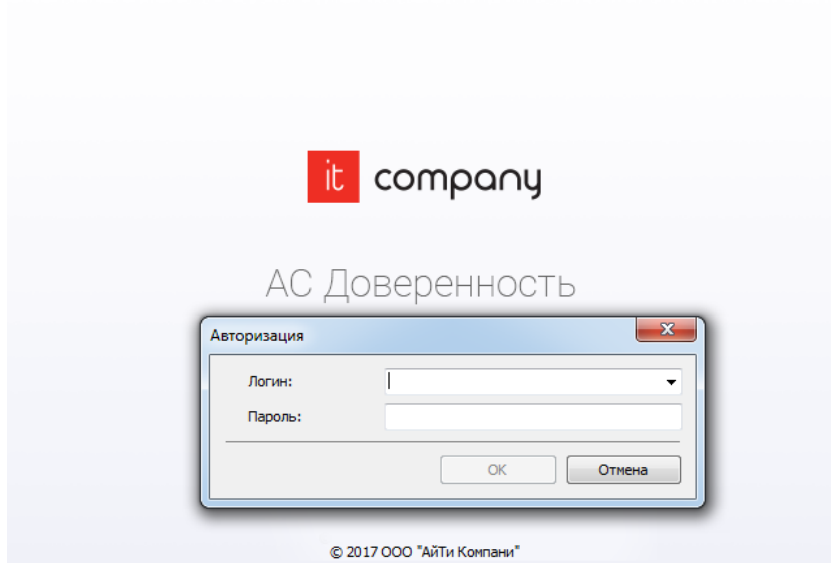 it company
АС Доверенность
Авторизация
Логин:
Пароль:
ОК Отмена
© 2017 ООО "АйТи Компани"